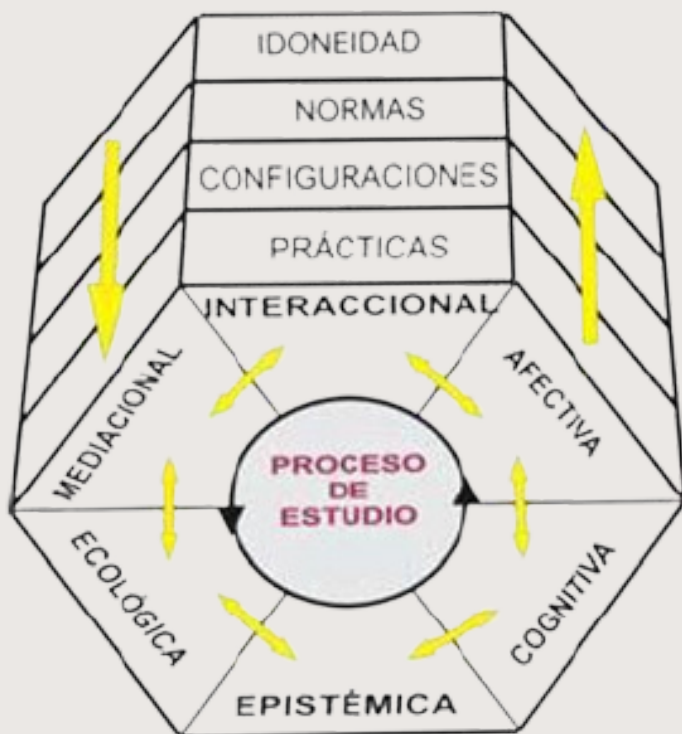 IDONEIDAD
NORMAS
CONFIGURACIONES
PRÁCTICAS
INTERACCIONAL
MEDIACIONAL
AFECTIVA
PROCESO
DE
ESTUDIO
ECOLÓGICA
COGNITIVA
EPISTÉMICA